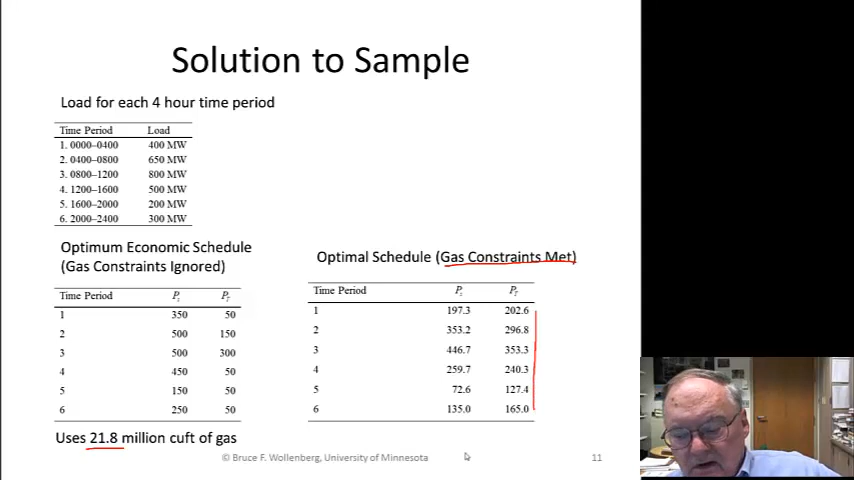 Solution to Sample
Load for each 4 hour time period
Time Period Load
1. 0000–0400 400 MW
2. 0400–0800 650 MW
3. 0800–1200 800 MW
4. 1200–1600 500 MW
5. 1600–2000 200 MW
6. 2000–2400 300 MW
Optimum Economic Schedule
(Gas Constraints Ignored)
Time Period Ps PT
1 350 50
2 500 150
3 500 300
4 450 50
5 150 50
6 250 50
Uses 21.8 million cuft of gas
Optimal Schedule (Gas Constraints Met)
Time Period Ps PT
1 197.3 202.6
2 353.2 296.8
3 446.7 353.3
4 259.7 240.3
5 72.6 127.4
6 135.0 165.0
© Bruce F. Wollenberg, University of Minnesota
11